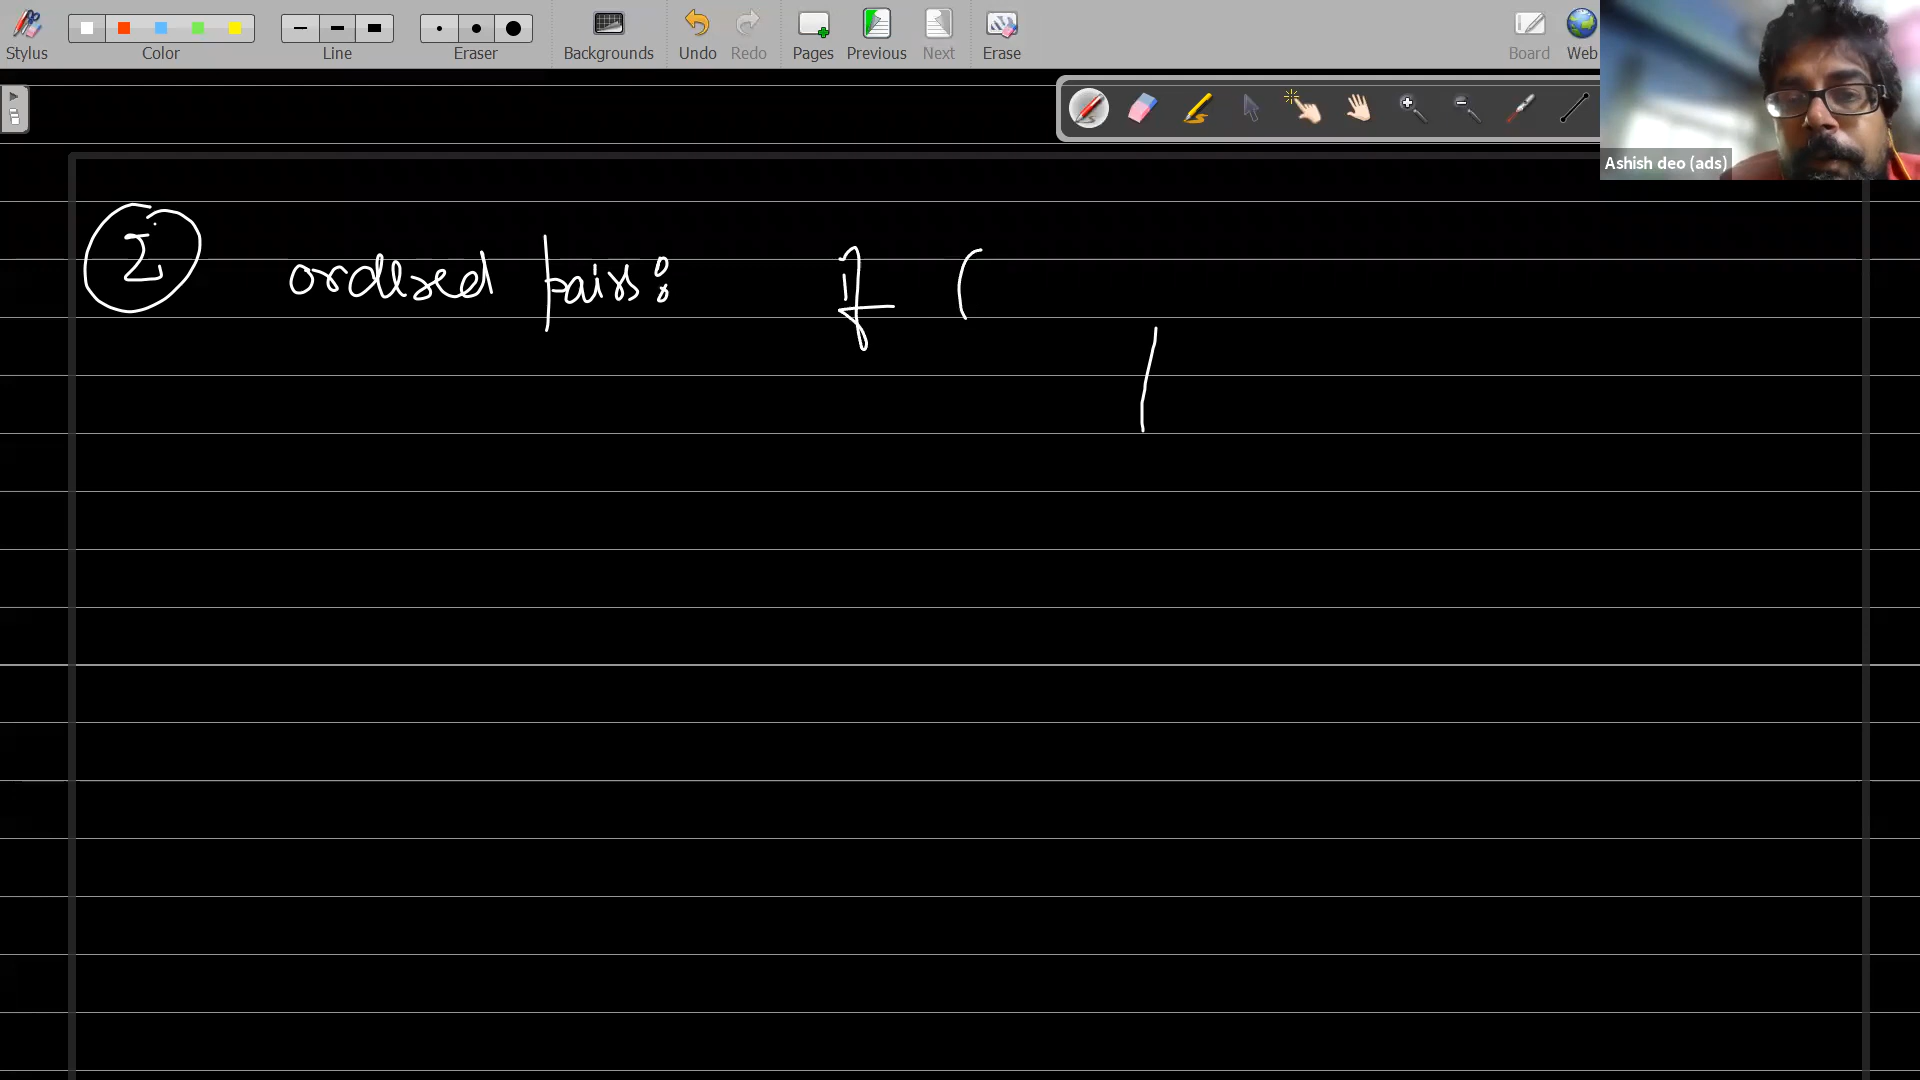 Stylus Color Line Eraser Backgrounds Undo Redo Pages Previous Next Erase Board Web
Ashish deo (ads)
2 ordered pairs: if (